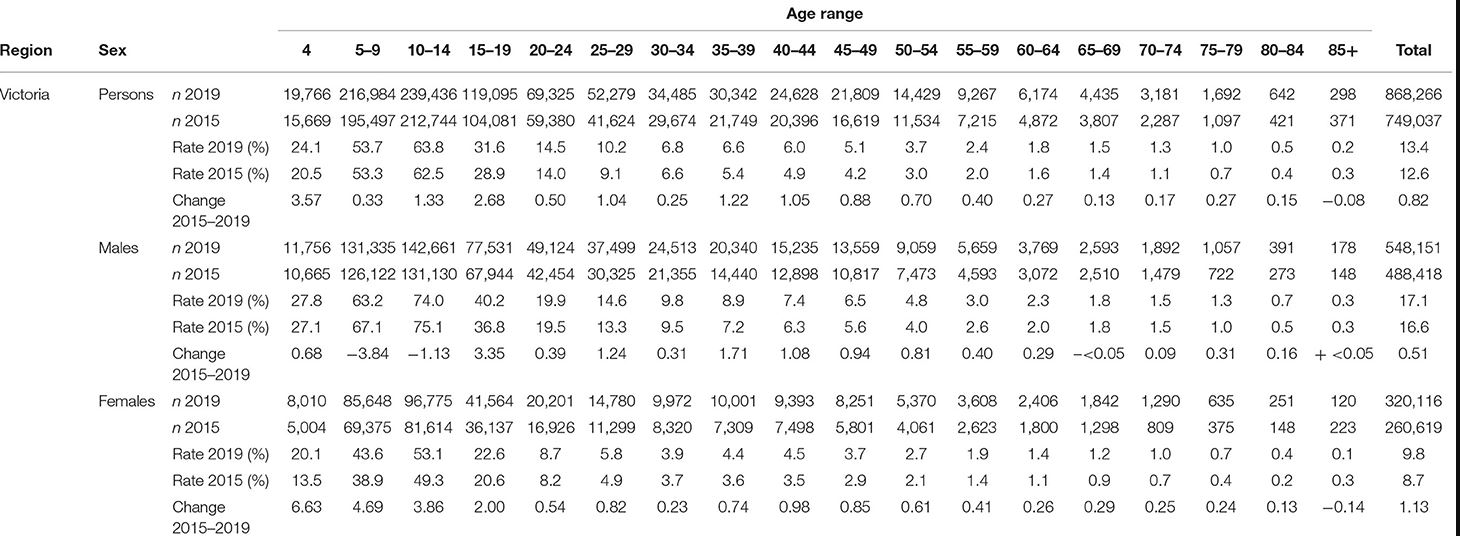 Age range
Region Sex 4 5–9 10–14 15–19 20–24 25–29 30–34 35–39 40–44 45–49 50–54 55–59 60–64 65–69 70–74 75–79 80–84 85+ Total
Victoria Persons n 2019 19,766 216,984 239,436 119,095 69,325 52,279 34,485 30,342 24,628 21,809 14,429 9,267 6,174 4,435 3,181 1,692 642 298 868,266
n 2015 15,669 195,497 212,744 104,081 59,380 41,624 29,674 21,749 20,396 16,619 11,534 7,215 4,872 3,807 2,287 1,097 421 371 749,037
Rate 2019 (%) 24.1 53.7 63.8 31.6 14.5 10.2 6.8 6.6 6.0 5.1 3.7 2.4 1.8 1.5 1.3 1.0 0.5 0.2 13.4
Rate 2015 (%) 20.5 53.3 62.5 28.9 14.0 9.1 6.6 5.4 4.9 4.2 3.0 2.0 1.6 1.4 1.1 0.7 0.4 0.3 12.6
Change 3.57 0.33 1.33 2.68 0.50 1.04 0.25 1.22 1.05 0.88 0.70 0.40 0.27 0.13 0.17 0.27 0.15 −0.08 0.82
2015–2019
Males n 2019 11,756 131,335 142,661 77,531 49,124 37,499 24,513 20,340 15,235 13,559 9,059 5,659 3,769 2,593 1,892 1,057 391 178 548,151
n 2015 10,665 126,122 131,130 67,944 42,454 30,325 21,355 14,440 12,898 10,817 7,473 4,593 3,072 2,510 1,479 722 273 148 488,418
Rate 2019 (%) 27.8 63.2 74.0 40.2 19.9 14.6 9.8 8.9 7.4 6.5 4.8 3.0 2.3 1.8 1.5 1.3 0.7 0.3 17.1
Rate 2015 (%) 27.1 67.1 75.1 36.8 19.5 13.3 9.5 7.2 6.3 5.6 4.0 2.6 2.0 1.8 1.5 1.0 0.5 0.3 16.6
Change 0.68 −3.84 −1.13 3.35 0.39 1.24 0.31 1.71 1.08 0.94 0.81 0.40 0.29 −<0.05 0.09 0.31 0.16 + <0.05 0.51
2015–2019
Females n 2019 8,010 85,648 96,775 41,564 20,201 14,780 9,972 10,001 9,393 8,251 5,370 3,608 2,406 1,842 1,290 635 251 120 320,116
n 2015 5,004 69,375 81,614 36,137 16,926 11,299 8,320 7,309 7,498 5,801 4,061 2,623 1,800 1,298 809 375 148 223 260,619
Rate 2019 (%) 20.1 43.6 53.1 22.6 8.7 5.8 3.9 4.4 4.5 3.7 2.7 1.9 1.4 1.2 1.0 0.7 0.4 0.1 9.8
Rate 2015 (%) 13.5 38.9 49.3 20.6 8.2 4.9 3.7 3.6 3.5 2.9 2.1 1.4 1.1 0.9 0.7 0.4 0.2 0.3 8.7
Change 6.63 4.69 3.86 2.00 0.54 0.82 0.23 0.74 0.98 0.85 0.61 0.41 0.26 0.29 0.25 0.24 0.13 −0.14 1.13
2015–2019